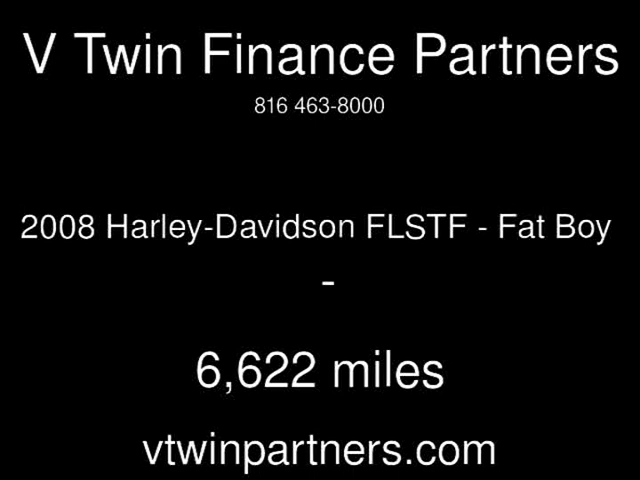 V Twin Finance Partners
816 463-8000
2008 Harley-Davidson FLSTF - Fat Boy
-
6,622 miles
vtwinpartners.com